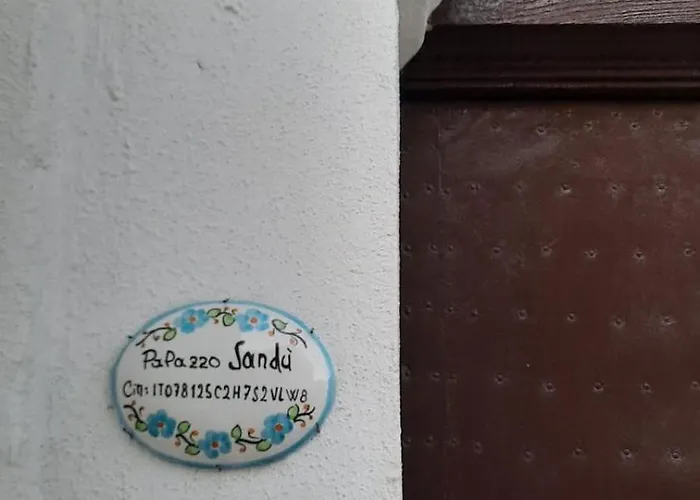 Palazzo Sandù
Cin: IT078125C2H7S2VLW8